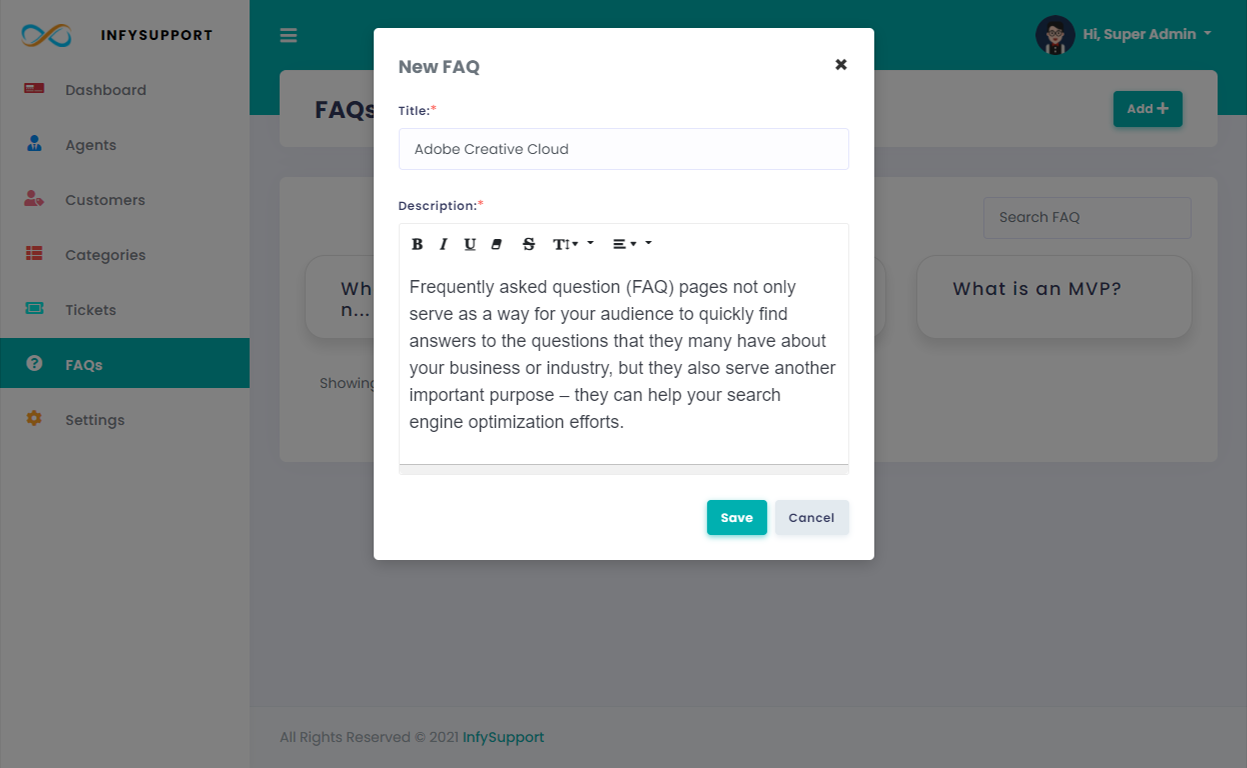 INFYSUPPORT
Dashboard
Agents
Customers
Categories
Tickets
FAQs
Settings
Hi, Super Admin
FAQs
Add
Search FAQ
Wh
n...
What is an MVP?
Showing
New FAQ
Title:*
Adobe Creative Cloud
Description:*
B I U S T
Frequently asked question (FAQ) pages not only
serve as a way for your audience to quickly find
answers to the questions that they many have about
your business or industry, but they also serve another
important purpose – they can help your search
engine optimization efforts.
Save Cancel
All Rights Reserved © 2021 InfySupport